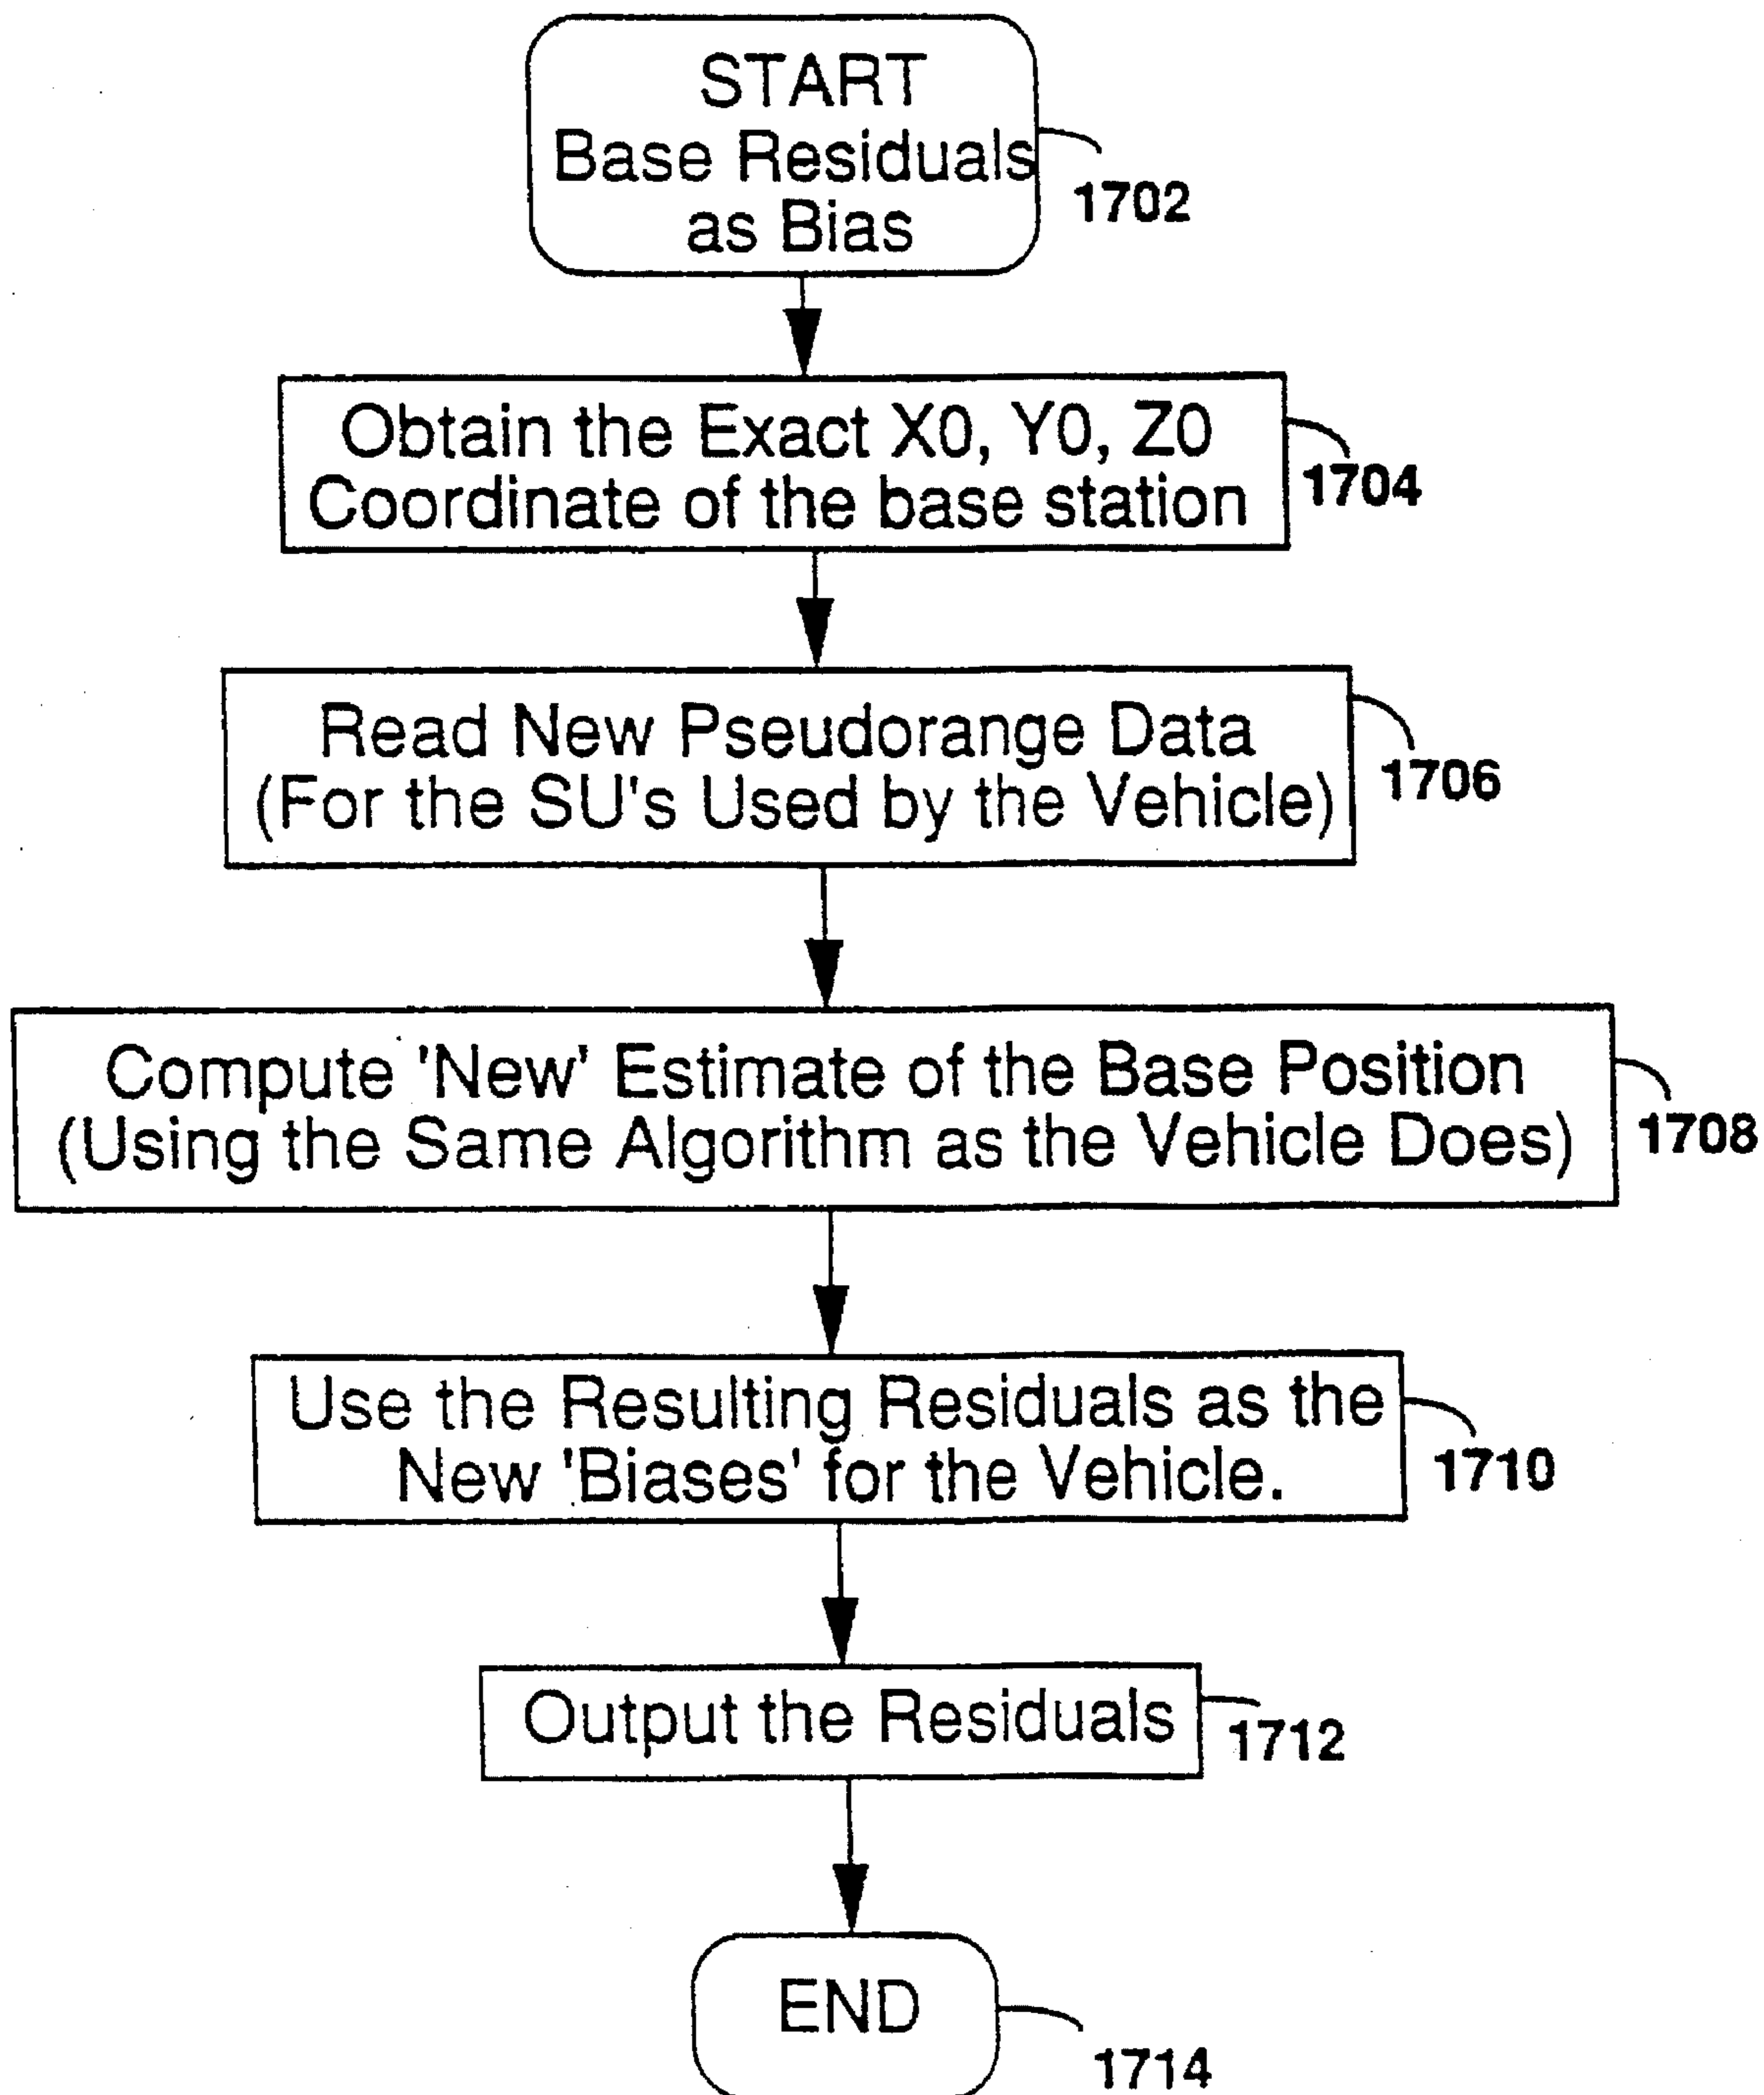 START
Base Residuals
as Bias
1702
Obtain the Exact X0, Y0, Z0
Coordinate of the base station
1704
Read New Pseudorange Data
(For the SU's Used by the Vehicle)
1706
Compute 'New' Estimate of the Base Position
(Using the Same Algorithm as the Vehicle Does)
1708
Use the Resulting Residuals as the
New 'Biases' for the Vehicle.
1710
Output the Residuals
1712
END
1714